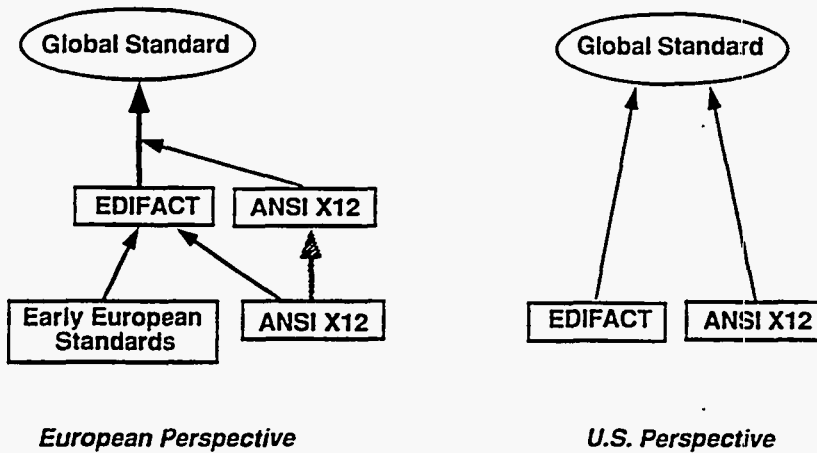 Global Standard
EDIFACT
ANSI X12
Early European
Standards
ANSI X12
European Perspective
Global Standard
EDIFACT
ANSI X12
U.S. Perspective